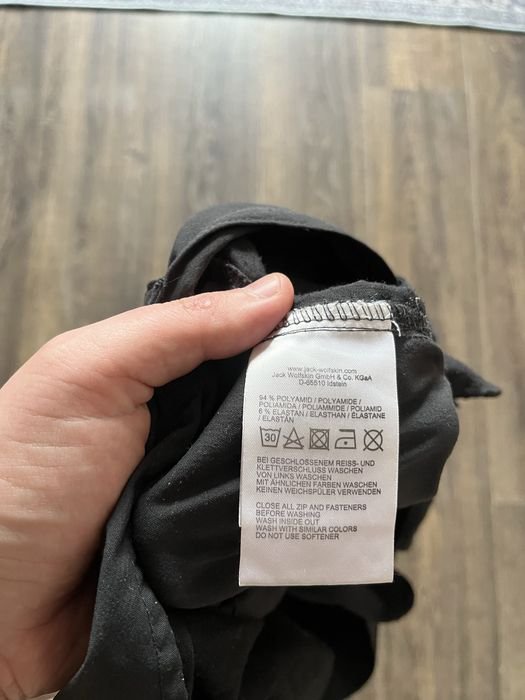 www.jack-wolfskin.com
Jack Wolfskin GmbH & Co. KGaA
D-65510 Idstein
94 % POLYAMID / POLYAMIDE /
POLIAMIDA / POLIAMMIDE / POLIAMID
6 % ELASTAN / ELASTHAN / ÉLASTANE
/ ELASTÁN
30
BEI GESCHLOSSENEM REISS- UND
KLETTVERSCHLUSS WASCHEN
VON LINKS WASCHEN
MIT ÄHNLICHEN FARBEN WASCHEN
KEINEN WEICHSPÜLER VERWENDEN
CLOSE ALL ZIP AND FASTENERS
BEFORE WASHING
WASH INSIDE OUT
WASH WITH SIMILAR COLORS
DO NOT USE SOFTENER